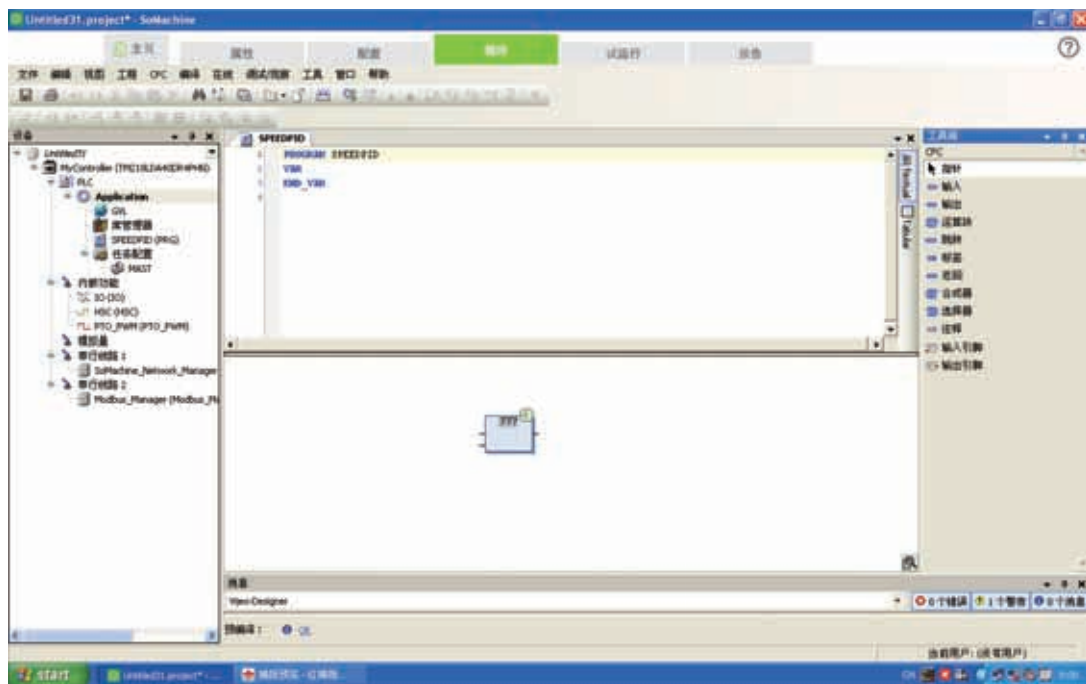 Untitled31.project* - SoMachine
主页 属性 配置 程序 试运行 报告
文件 编辑 视图 工程 CFC 编译 在线 调试/观察 工具 窗口 帮助
设备
Untitled31
MyController
PLC
Application
GVL
库管理器
SPEEDPID (PRG)
任务配置
MAST
内嵌功能
IO (IO)
HSC (HSC)
PTO_PWM (PTO_PWM)
模拟量
串行线路 1
SoMachine_Network_Manager
串行线路 2
Modbus_Manager
SPEEDPID
PROGRAM SPEEDPID
VAR
END_VAR
Textual
Tabular
???
工具箱
CFC
指针
输入
输出
运算块
跳转
标签
返回
合成器
选择器
注释
输入引脚
输出引脚
消息
Vijeo-Designer
0 个错误 1 个警告 0 个消息
预编译： OK
当前用户: (没有用户)
start
Untitled31.project* - ...
CN